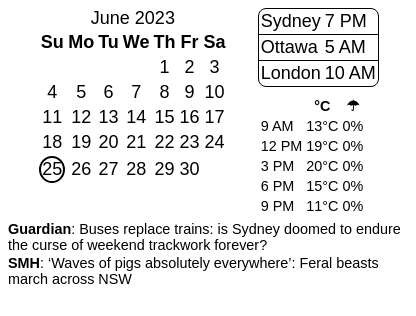 June 2023
Su Mo Tu We Th Fr Sa
1 2 3
4 5 6 7 8 9 10
11 12 13 14 15 16 17
18 19 20 21 22 23 24
25 26 27 28 29 30
Sydney 7 PM
Ottawa 5 AM
London 10 AM
°C ☂
9 AM 13°C 0%
12 PM 19°C 0%
3 PM 20°C 0%
6 PM 15°C 0%
9 PM 11°C 0%
Guardian: Buses replace trains: is Sydney doomed to endure
the curse of weekend trackwork forever?
SMH: ‘Waves of pigs absolutely everywhere’: Feral beasts
march across NSW